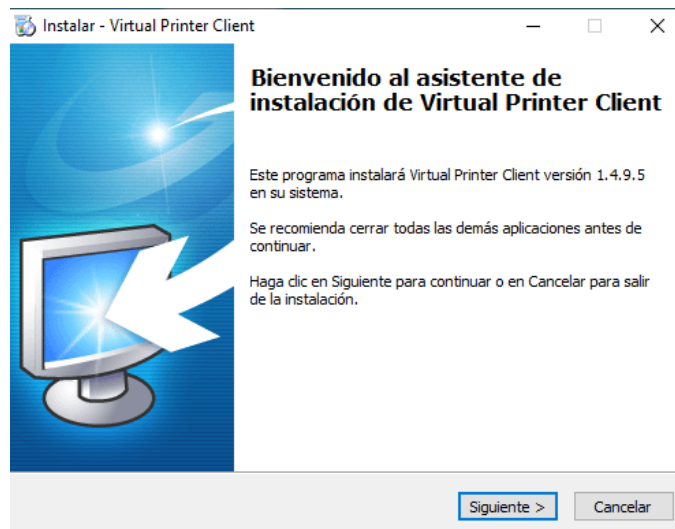 Instalar - Virtual Printer Client
Bienvenido al asistente de
instalación de Virtual Printer Client
Este programa instalará Virtual Printer Client versión 1.4.9.5
en su sistema.
Se recomienda cerrar todas las demás aplicaciones antes de
continuar.
Haga clic en Siguiente para continuar o en Cancelar para salir
de la instalación.
Siguiente >
Cancelar